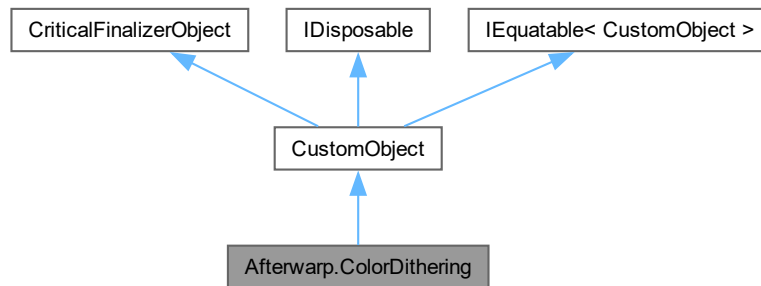 CriticalFinalizerObject
IDisposable
IEquatable< CustomObject >
CustomObject
Afterwarp.ColorDithering